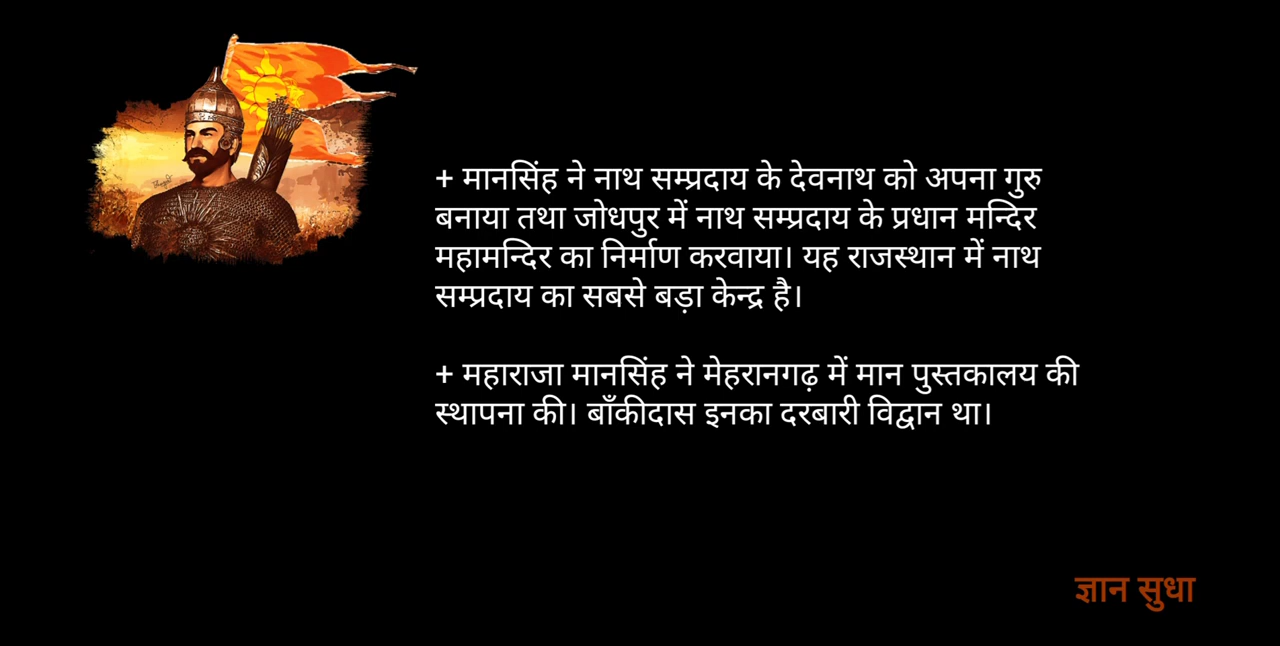 + मानसिंह ने नाथ सम्प्रदाय के देवनाथ को अपना गुरु
बनाया तथा जोधपुर में नाथ सम्प्रदाय के प्रधान मन्दिर
महामन्दिर का निर्माण करवाया। यह राजस्थान में नाथ
सम्प्रदाय का सबसे बड़ा केन्द्र है।
+ महाराजा मानसिंह ने मेहरानगढ़ में मान पुस्तकालय की
स्थापना की। बाँकीदास इनका दरबारी विद्वान था।
ज्ञान सुधा